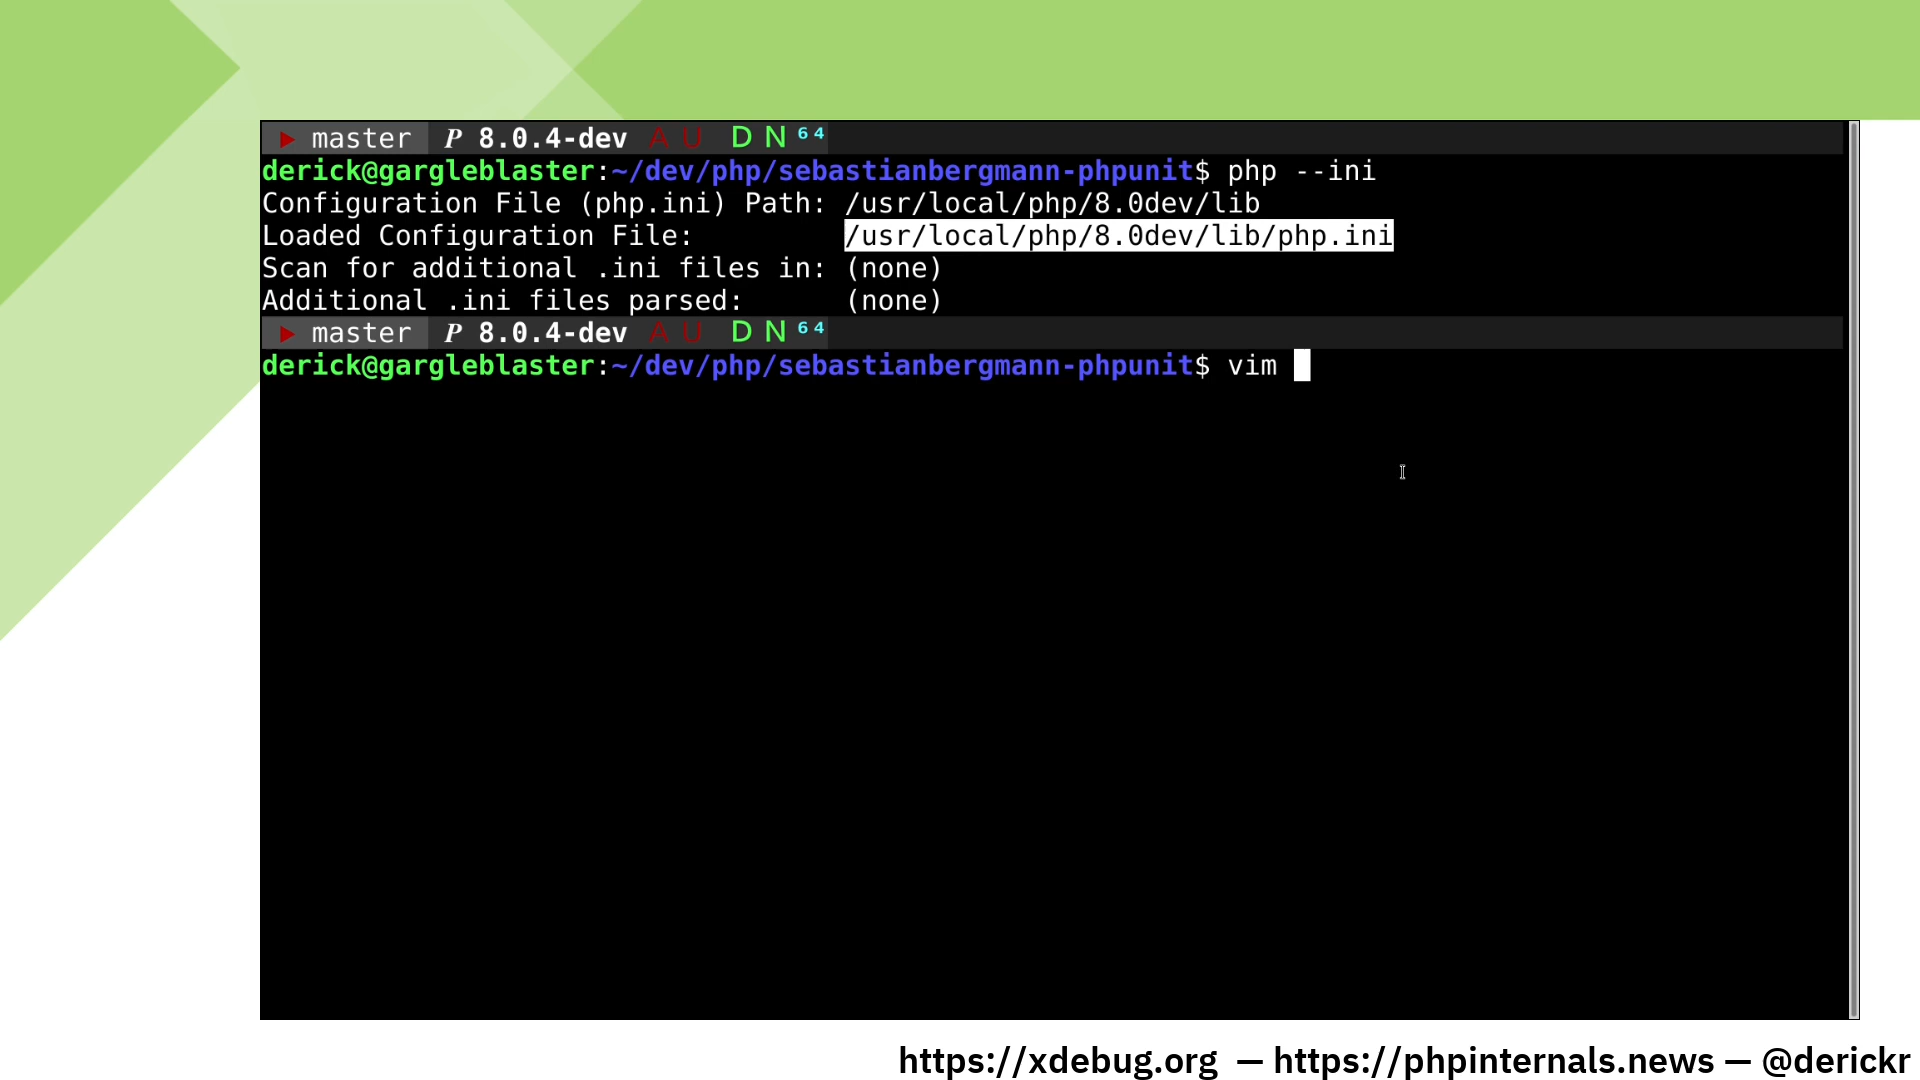 ▶ master P 8.0.4-dev A U D N ⁶⁴
derick@gargleblaster:~/dev/php/sebastianbergmann-phpunit$ php --ini
Configuration File (php.ini) Path: /usr/local/php/8.0dev/lib
Loaded Configuration File:         /usr/local/php/8.0dev/lib/php.ini
Scan for additional .ini files in: (none)
Additional .ini files parsed:      (none)
▶ master P 8.0.4-dev A U D N ⁶⁴
derick@gargleblaster:~/dev/php/sebastianbergmann-phpunit$ vim
https://xdebug.org — https://phpinternals.news — @derickr